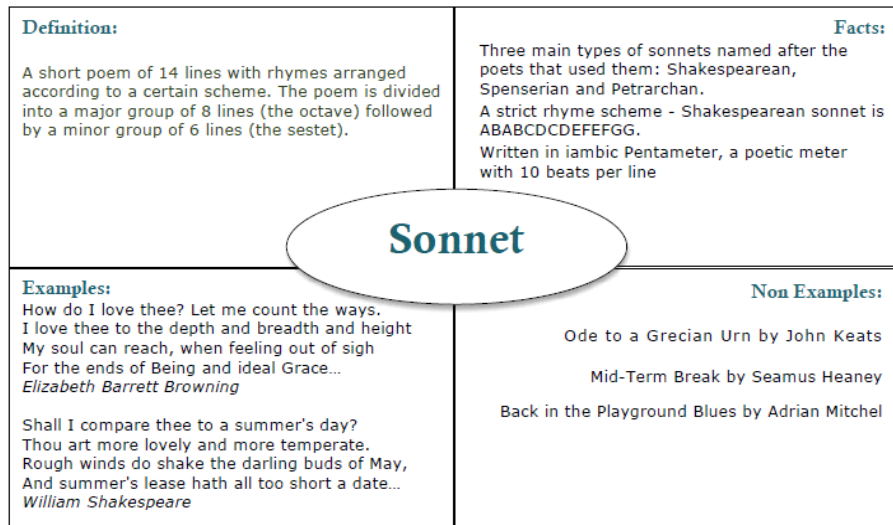 Definition:
A short poem of 14 lines with rhymes arranged
according to a certain scheme. The poem is divided
into a major group of 8 lines (the octave) followed
by a minor group of 6 lines (the sestet).
Facts:
Three main types of sonnets named after the
poets that used them: Shakespearean,
Spenserian and Petrarchan.
A strict rhyme scheme - Shakespearean sonnet is
ABABCDCDEFEFGG.
Written in iambic Pentameter, a poetic meter
with 10 beats per line
Sonnet
Examples:
How do I love thee? Let me count the ways.
I love thee to the depth and breadth and height
My soul can reach, when feeling out of sigh
For the ends of Being and ideal Grace…
Elizabeth Barrett Browning
Shall I compare thee to a summer's day?
Thou art more lovely and more temperate.
Rough winds do shake the darling buds of May,
And summer's lease hath all too short a date…
William Shakespeare
Non Examples:
Ode to a Grecian Urn by John Keats
Mid-Term Break by Seamus Heaney
Back in the Playground Blues by Adrian Mitchel